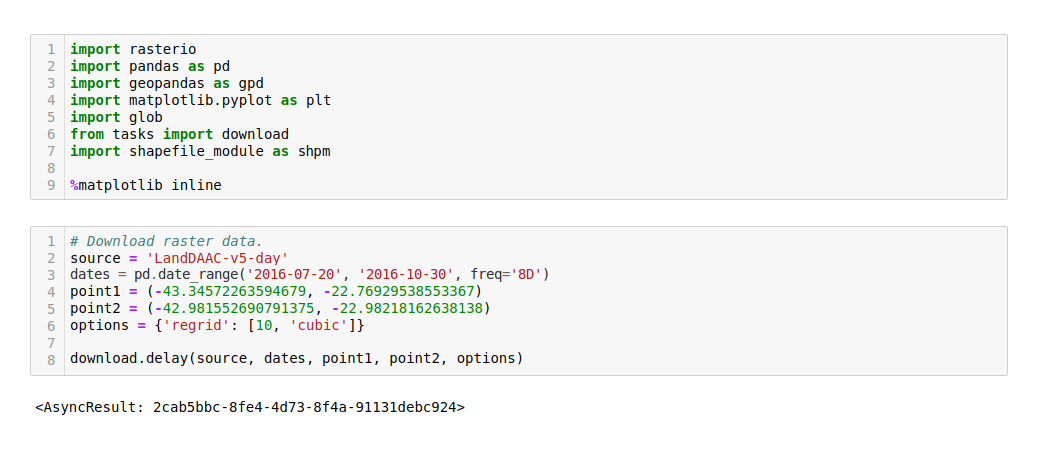 1 import rasterio
2 import pandas as pd
3 import geopandas as gpd
4 import matplotlib.pyplot as plt
5 import glob
6 from tasks import download
7 import shapefile_module as shpm
8
9 %matplotlib inline
1 # Download raster data.
2 source = 'LandDAAC-v5-day'
3 dates = pd.date_range('2016-07-20', '2016-10-30', freq='8D')
4 point1 = (-43.34572263594679, -22.76929538553367)
5 point2 = (-42.981552690791375, -22.98218162638138)
6 options = {'regrid': [10, 'cubic']}
7
8 download.delay(source, dates, point1, point2, options)
<AsyncResult: 2cab5bbc-8fe4-4d73-8f4a-91131debc924>